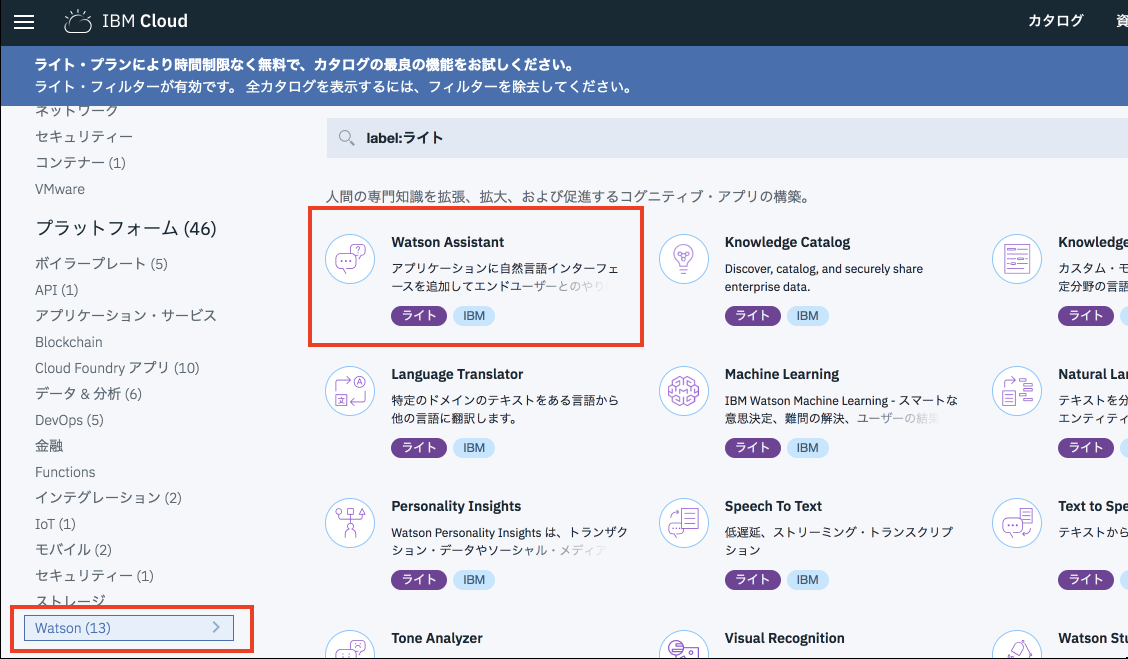 IBM Cloud
カタログ
ライト・プランにより時間制限なく無料で、カタログの最良の機能をお試しください。
ライト・フィルターが有効です。 全カタログを表示するには、フィルターを除去してください。
ネットワーク
セキュリティー
コンテナー (1)
VMware
プラットフォーム (46)
ボイラープレート (5)
API (1)
アプリケーション・サービス
Blockchain
Cloud Foundry アプリ (10)
データ & 分析 (6)
DevOps (5)
金融
Functions
インテグレーション (2)
IoT (1)
モバイル (2)
セキュリティー (1)
ストレージ
Watson (13)
label:ライト
人間の専門知識を拡張、拡大、および促進するコグニティブ・アプリの構築。
Watson Assistant
アプリケーションに自然言語インターフェ
ースを追加してエンドユーザーとのやり
ライト IBM
Knowledge Catalog
Discover, catalog, and securely share
enterprise data.
ライト IBM
Knowledge
カスタム・モ
定分野の言語
ライト
Language Translator
特定のドメインのテキストをある言語から
他の言語に翻訳します。
ライト IBM
Machine Learning
IBM Watson Machine Learning - スマートな
意思決定、難問の解決、ユーザーの結果
ライト IBM
Natural Lan
テキストを分
エンティティ
ライト
Personality Insights
Watson Personality Insights は、トランザク
ション・データやソーシャル・メディア
ライト IBM
Speech To Text
低遅延、ストリーミング・トランスクリプ
ション
ライト IBM
Text to Spe
テキストから
ライト
Tone Analyzer
Visual Recognition
Watson Stu